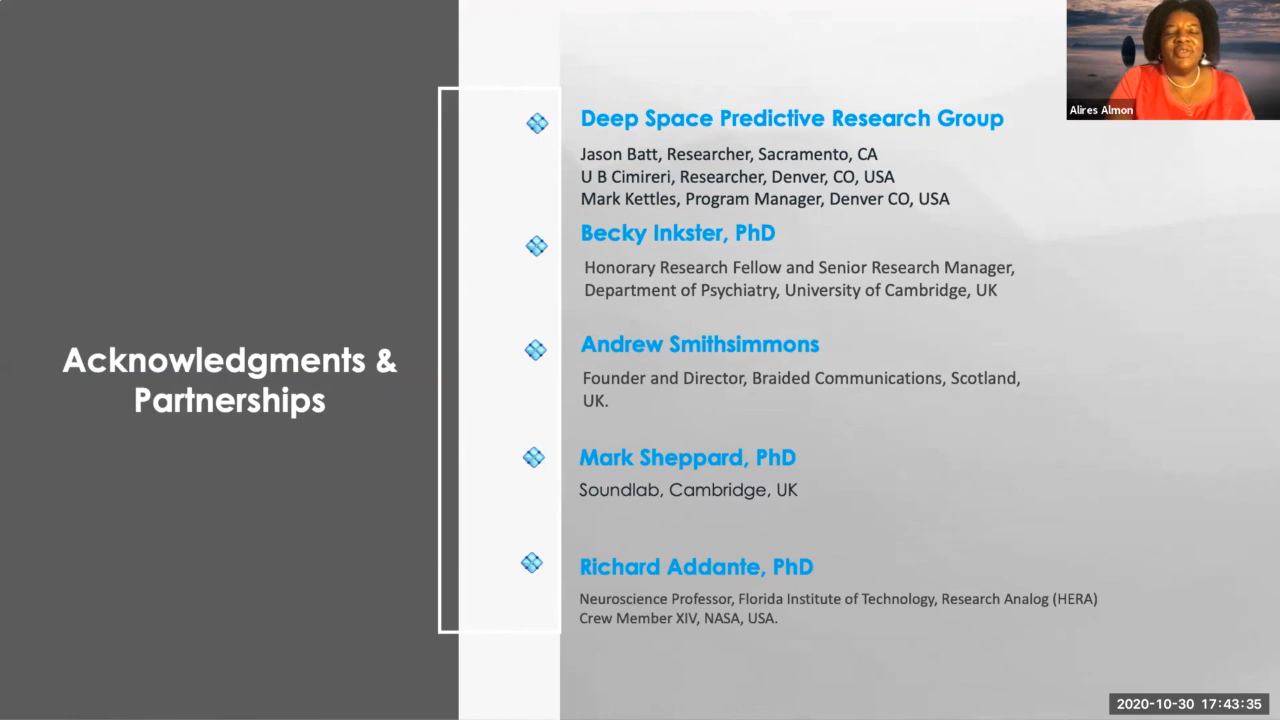 Alires Almon
Acknowledgments &
Partnerships
Deep Space Predictive Research Group
Jason Batt, Researcher, Sacramento, CA
U B Cimireri, Researcher, Denver, CO, USA
Mark Kettles, Program Manager, Denver CO, USA
Becky Inkster, PhD
Honorary Research Fellow and Senior Research Manager,
Department of Psychiatry, University of Cambridge, UK
Andrew Smithsimmons
Founder and Director, Braided Communications, Scotland,
UK.
Mark Sheppard, PhD
Soundlab, Cambridge, UK
Richard Addante, PhD
Neuroscience Professor, Florida Institute of Technology, Research Analog (HERA)
Crew Member XIV, NASA, USA.
2020-10-30 17:43:35